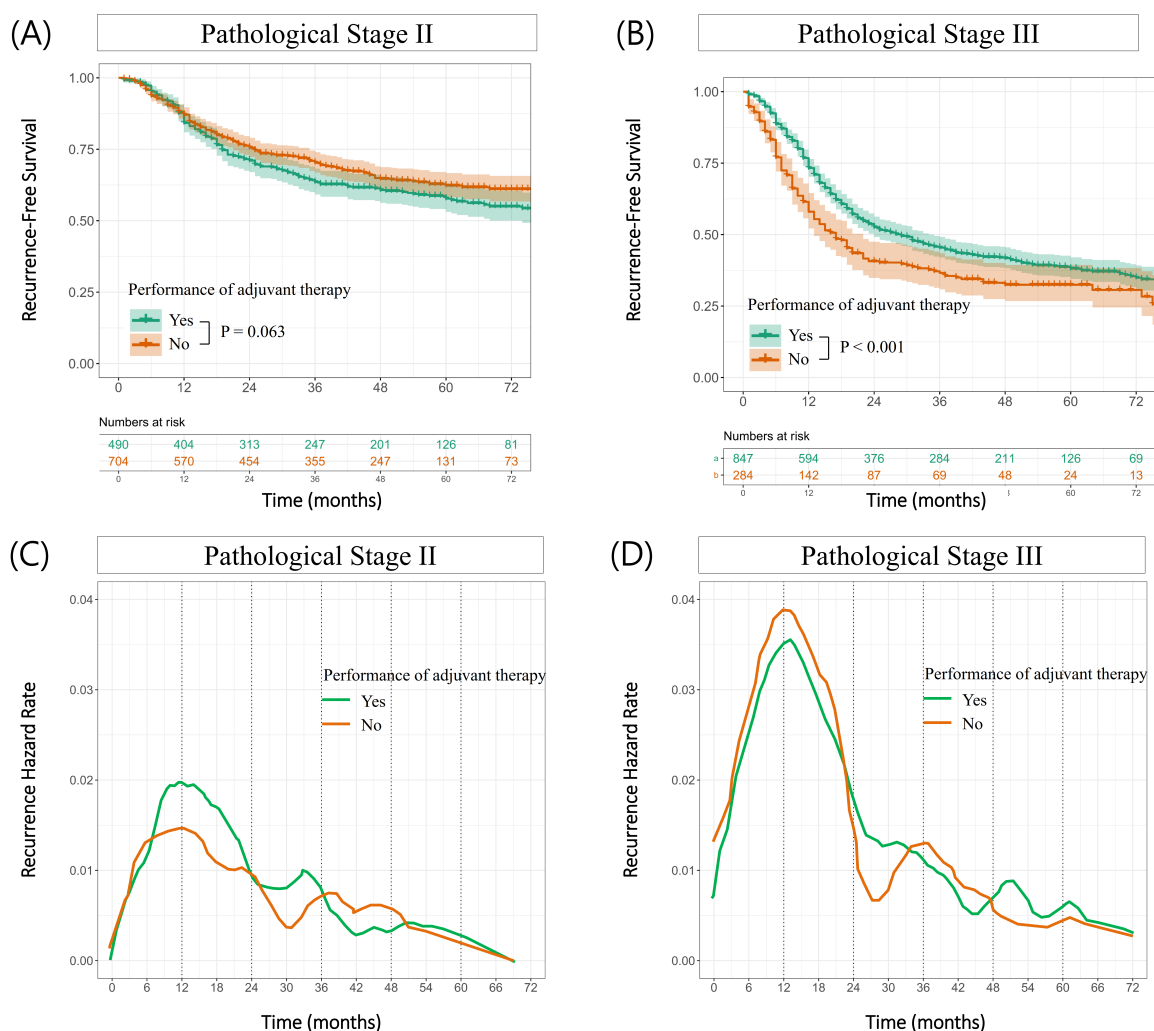 (A)
Pathological Stage II
Recurrence-Free Survival
1.00
0.75
0.50
0.25
0.00
Performance of adjuvant therapy
Yes
No
P = 0.063
0 12 24 36 48 60 72
Numbers at risk
490 404 313 247 201 126 81
704 570 454 355 247 131 73
0 12 24 36 48 60 72
Time (months)
(B)
Pathological Stage III
Recurrence-Free Survival
1.00
0.75
0.50
0.25
0.00
Performance of adjuvant therapy
Yes
No
P < 0.001
0 12 24 36 48 60 72
Numbers at risk
a 847 594 376 284 211 126 69
b 284 142 87 69 48 24 13
0 12 24 36 60 72
Time (months)
(C)
Pathological Stage II
Recurrence Hazard Rate
0.04
0.03
0.02
0.01
0.00
Performance of adjuvant therapy
Yes
No
0 6 12 18 24 30 36 42 48 54 60 66 72
Time (months)
(D)
Pathological Stage III
Recurrence Hazard Rate
0.04
0.03
0.02
0.01
0.00
Performance of adjuvant therapy
Yes
No
0 6 12 18 24 30 36 42 48 54 60 66 72
Time (months)